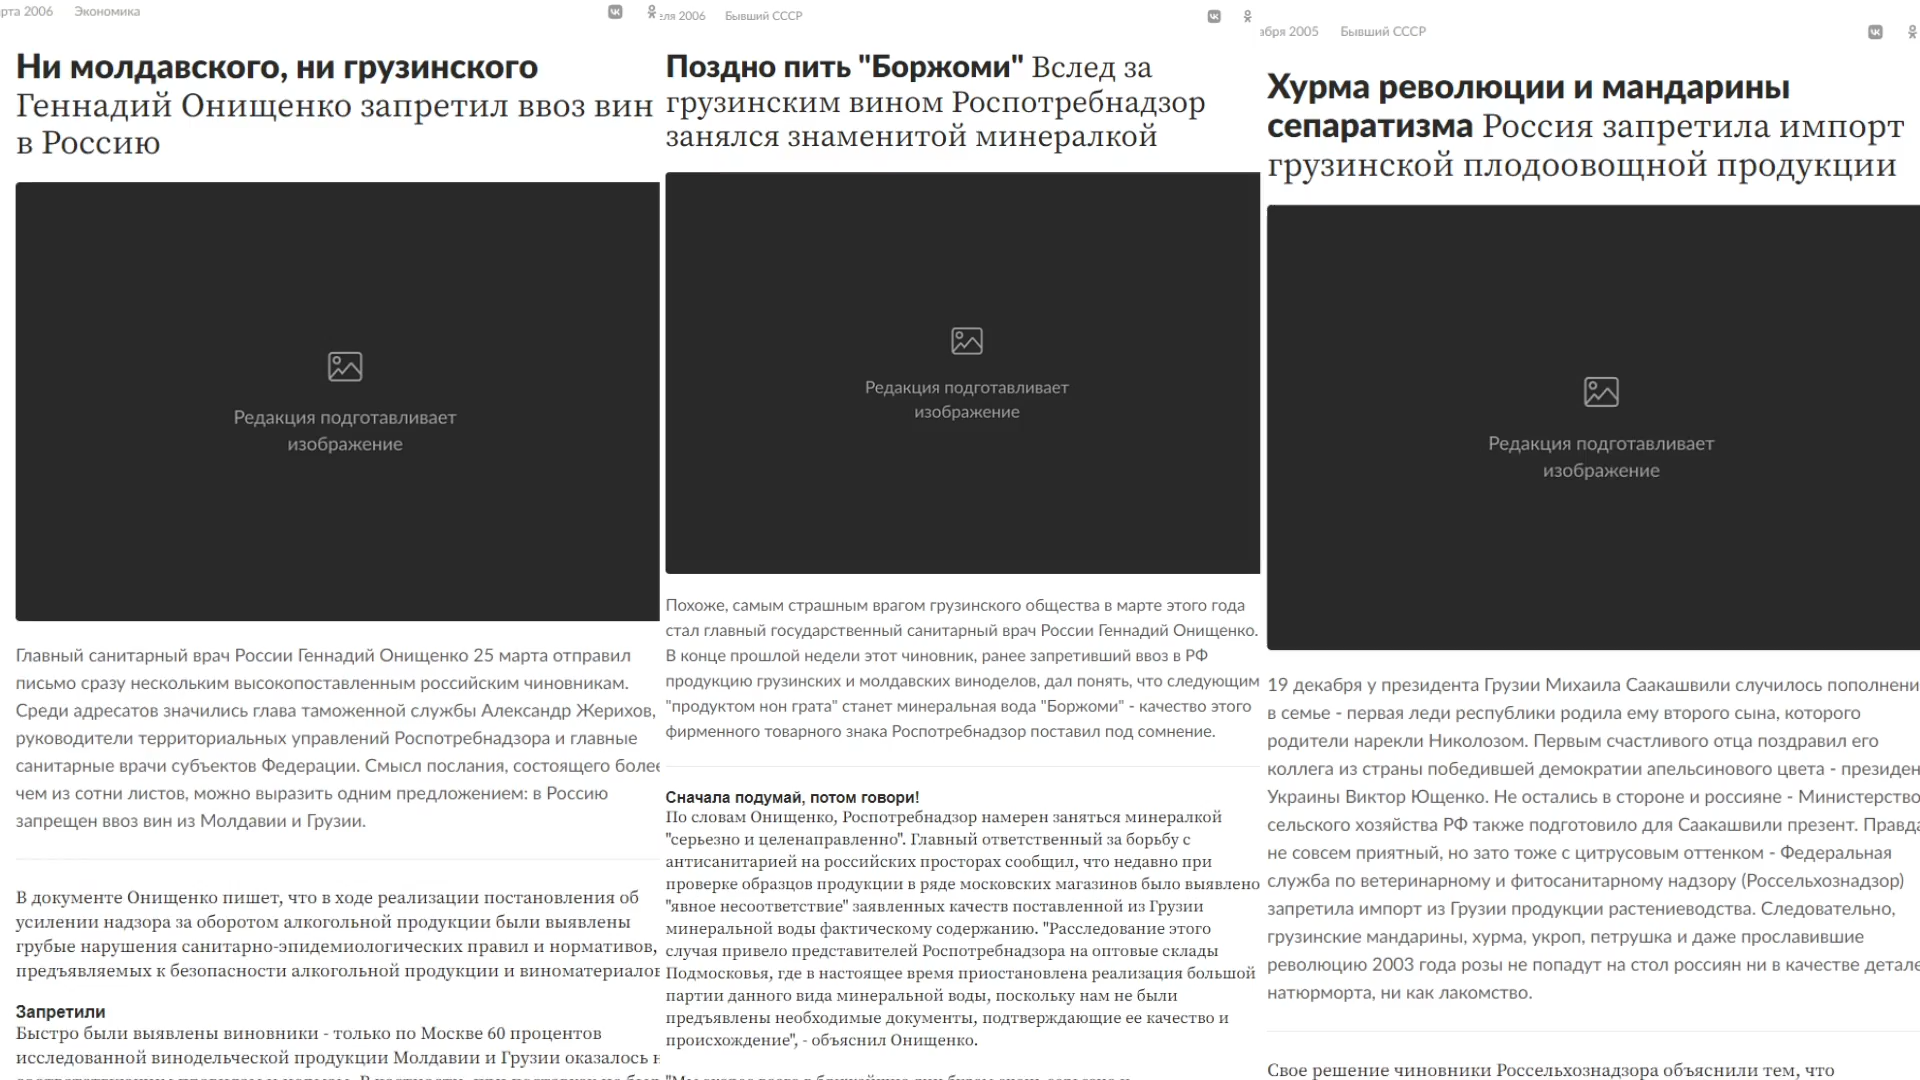 рта 2006 Экономика
Ни молдавского, ни грузинского
Геннадий Онищенко запретил ввоз вин
в Россию
Редакция подготавливает
изображение
Главный санитарный врач России Геннадий Онищенко 25 марта отправил
письмо сразу нескольким высокопоставленным российским чиновникам.
Среди адресатов значились глава таможенной службы Александр Жерихов,
руководители территориальных управлений Роспотребнадзора и главные
санитарные врачи субъектов Федерации. Смысл послания, состоящего более
чем из сотни листов, можно выразить одним предложением: в Россию
запрещен ввоз вин из Молдавии и Грузии.
В документе Онищенко пишет, что в ходе реализации постановления об
усилении надзора за оборотом алкогольной продукции были выявлены
грубые нарушения санитарно-эпидемиологических правил и нормативов,
предъявляемых к безопасности алкогольной продукции и виноматериалов
Запретили
Быстро были выявлены виновники - только по Москве 60 процентов
исследованной винодельческой продукции Молдавии и Грузии оказалось н
еля 2006 Бывший СССР
Поздно пить "Боржоми" Вслед за
грузинским вином Роспотребнадзор
занялся знаменитой минералкой
Редакция подготавливает
изображение
Похоже, самым страшным врагом грузинского общества в марте этого года
стал главный государственный санитарный врач России Геннадий Онищенко.
В конце прошлой недели этот чиновник, ранее запретивший ввоз в РФ
продукцию грузинских и молдавских виноделов, дал понять, что следующим
"продуктом нон грата" станет минеральная вода "Боржоми" - качество этого
фирменного товарного знака Роспотребнадзор поставил под сомнение.
Сначала подумай, потом говори!
По словам Онищенко, Роспотребнадзор намерен заняться минералкой
"серьезно и целенаправленно". Главный ответственный за борьбу с
антисанитарией на российских просторах сообщил, что недавно при
проверке образцов продукции в ряде московских магазинов было выявлено
"явное несоответствие" заявленных качеств поставленной из Грузии
минеральной воды фактическому содержанию. "Расследование этого
случая привело представителей Роспотребнадзора на оптовые склады
Подмосковья, где в настоящее время приостановлена реализация большой
партии данного вида минеральной воды, поскольку нам не были
предъявлены необходимые документы, подтверждающие ее качество и
происхождение", - объяснил Онищенко.
абря 2005 Бывший СССР
Хурма революции и мандарины
сепаратизма Россия запретила импорт
грузинской плодоовощной продукции
Редакция подготавливает
изображение
19 декабря у президента Грузии Михаила Саакашвили случилось пополнени
в семье - первая леди республики родила ему второго сына, которого
родители нарекли Николозом. Первым счастливого отца поздравил его
коллега из страны победившей демократии апельсинового цвета - президен
Украины Виктор Ющенко. Не остались в стороне и россияне - Министерство
сельского хозяйства РФ также подготовило для Саакашвили презент. Правда
не совсем приятный, но зато тоже с цитрусовым оттенком - Федеральная
служба по ветеринарному и фитосанитарному надзору (Россельхознадзор)
запретила импорт из Грузии продукции растениеводства. Следовательно,
грузинские мандарины, хурма, укроп, петрушка и даже прославившие
революцию 2003 года розы не попадут на стол россиян ни в качестве детале
натюрморта, ни как лакомство.
Свое решение чиновники Россельхознадзора объяснили тем, что